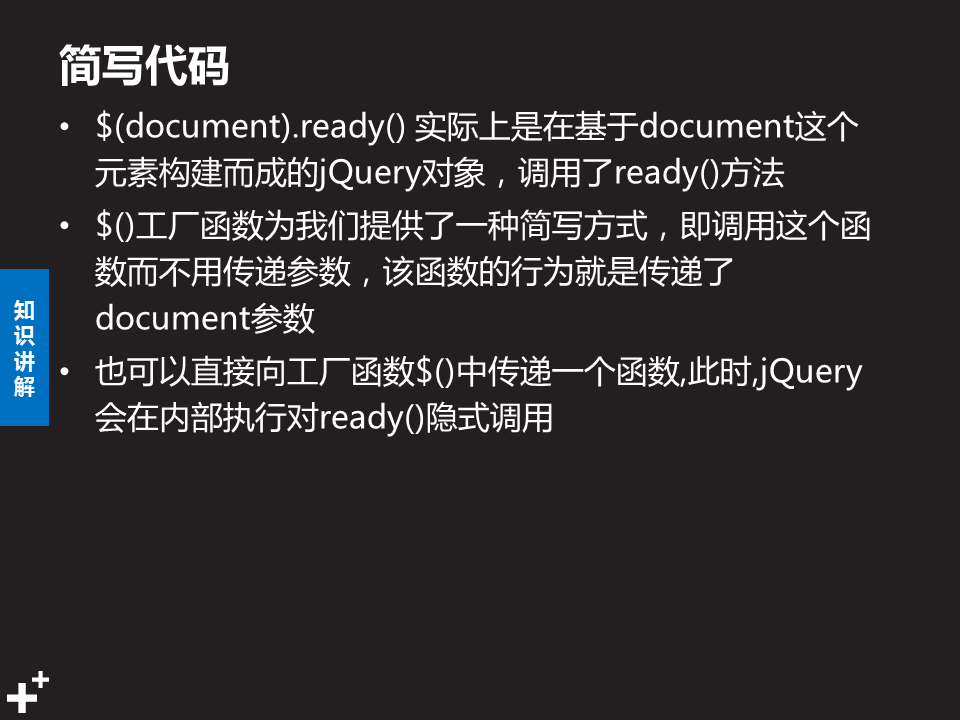 简写代码
• $(document).ready() 实际上是在基于document这个
元素构建而成的jQuery对象，调用了ready()方法
• $()工厂函数为我们提供了一种简写方式，即调用这个函
数而不用传递参数，该函数的行为就是传递了
document参数
• 也可以直接向工厂函数$()中传递一个函数,此时,jQuery
会在内部执行对ready()隐式调用
知
识
讲
解